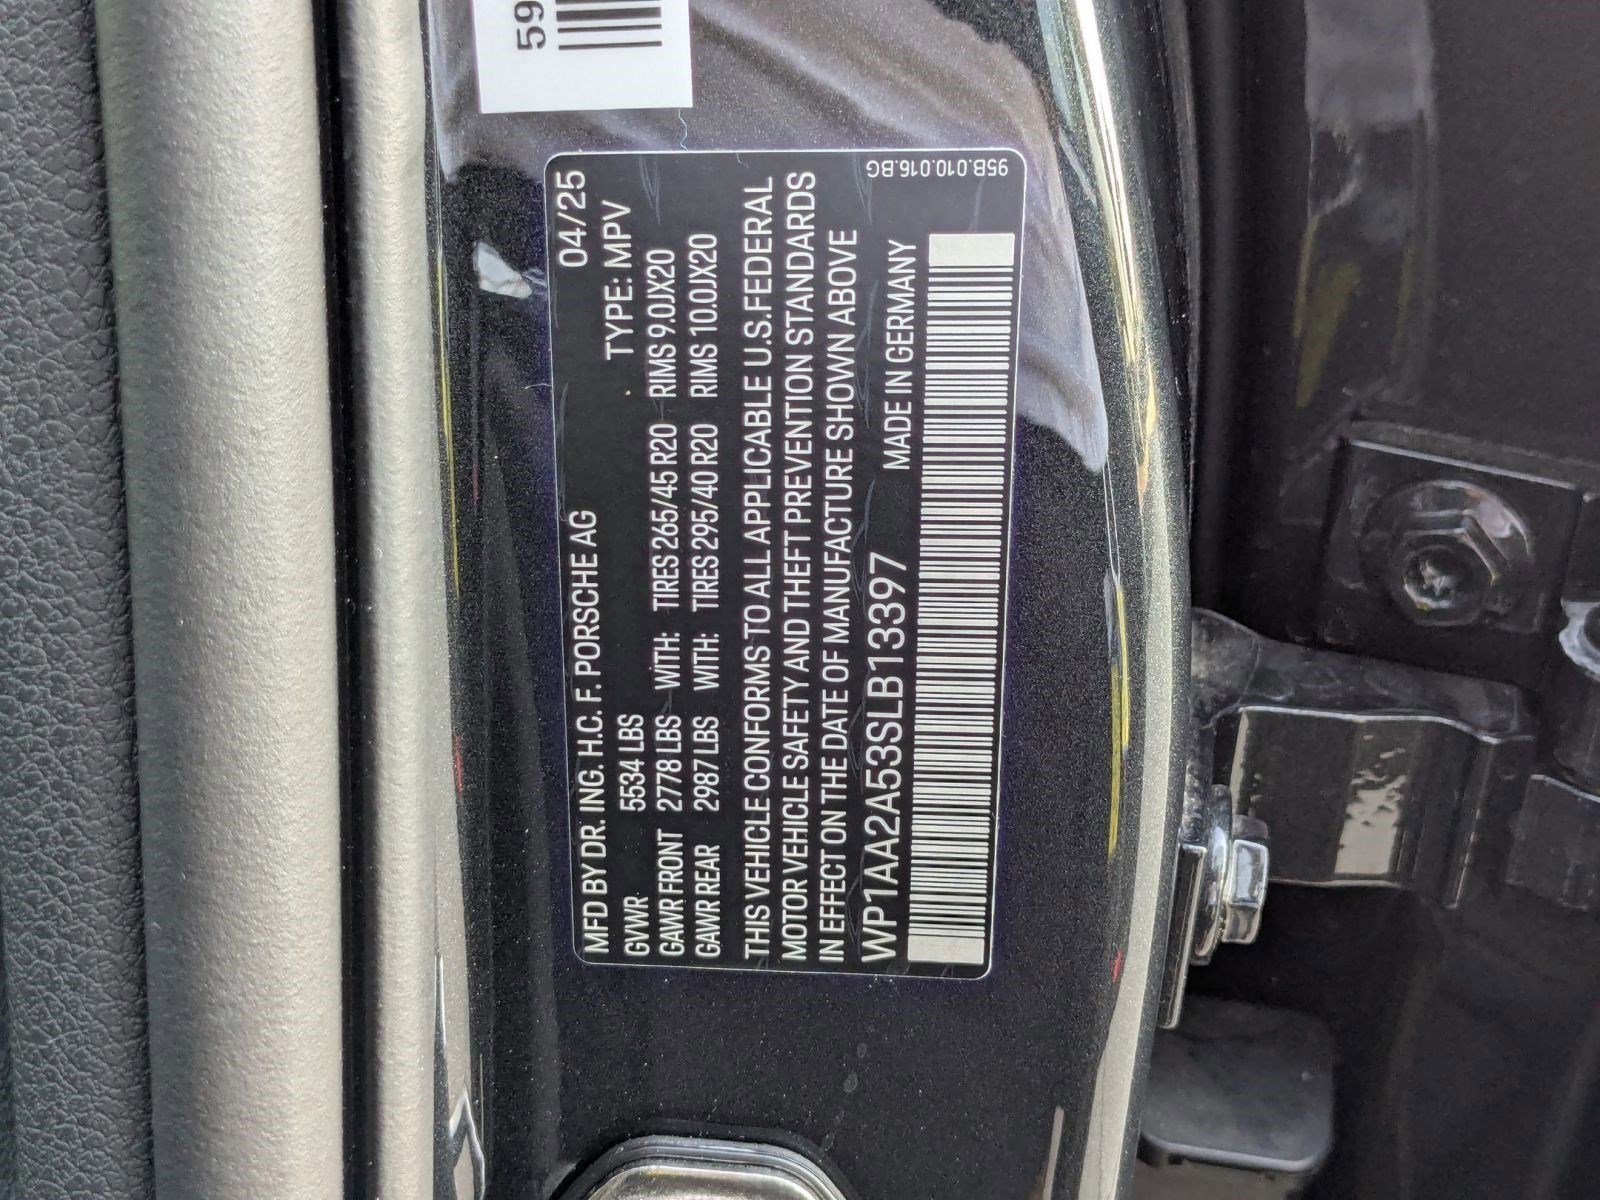 59
04/25
MFD BY DR. ING. H.C. F. PORSCHE AG
GVWR 5534 LBS TYPE: MPV
GAWR FRONT 2778 LBS WITH: TIRES 265/45 R20 RIMS 9.0JX20
GAWR REAR 2987 LBS WITH: TIRES 295/40 R20 RIMS 10.0JX20
THIS VEHICLE CONFORMS TO ALL APPLICABLE U.S.FEDERAL
MOTOR VEHICLE SAFETY AND THEFT PREVENTION STANDARDS
IN EFFECT ON THE DATE OF MANUFACTURE SHOWN ABOVE
WP1AA2A53SLB13397 MADE IN GERMANY
95B.010.016.BG